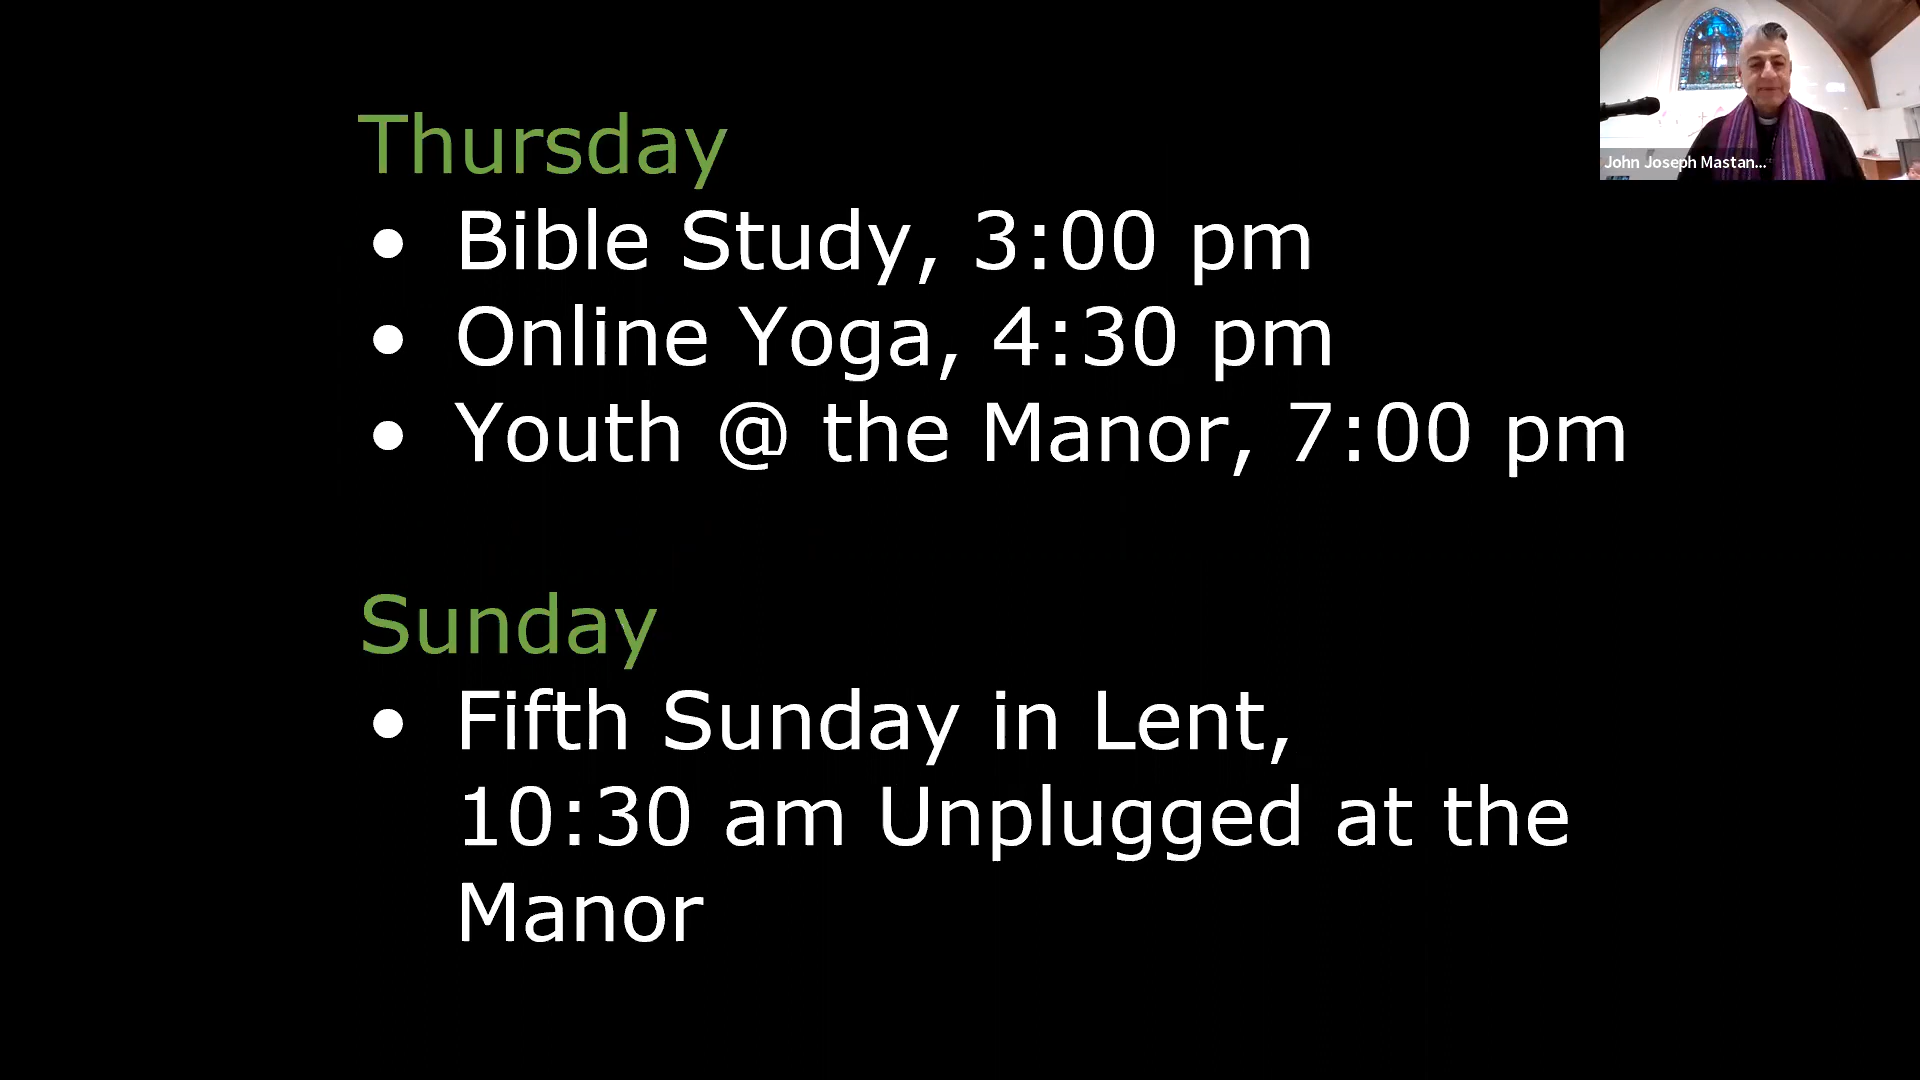 Thursday
● Bible Study, 3:00 pm
● Online Yoga, 4:30 pm
● Youth @ the Manor, 7:00 pm
Sunday
● Fifth Sunday in Lent,
10:30 am Unplugged at the
Manor
John Joseph Mastan...